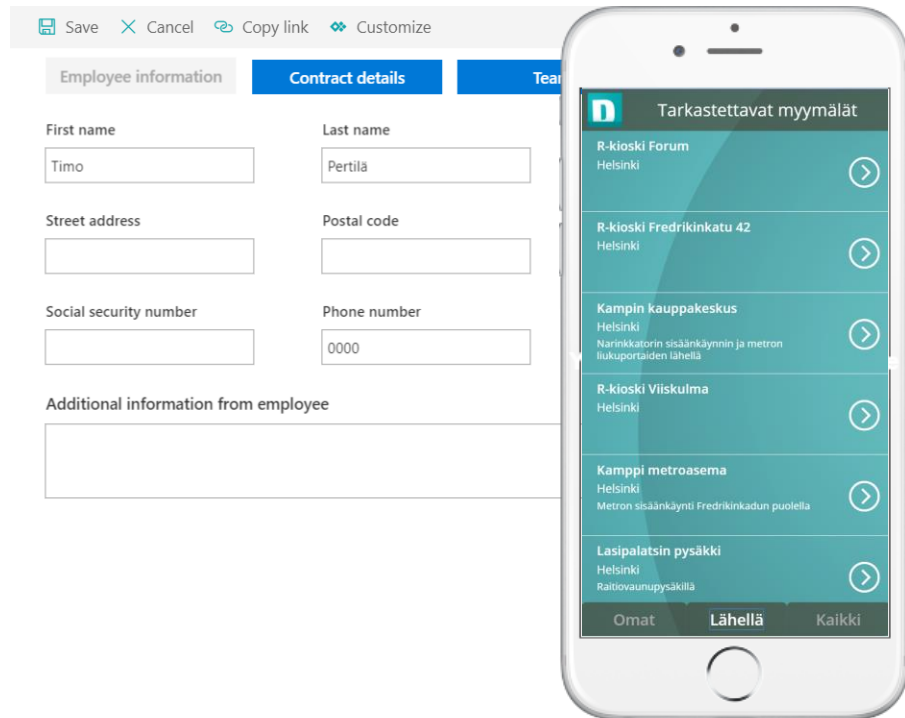 Save Cancel Copy link Customize
Employee information Contract details
First name Last name
Timo Pertilä
Street address Postal code
Social security number Phone number
0000
Additional information from employee
Tarkastettavat myymälät
R-kioski Forum
Helsinki
R-kioski Fredrikinkatu 42
Helsinki
Kampin kauppakeskus
Helsinki
Narinkkatorin sisäänkäynnin ja metron
liukuportaiden lähellä
R-kioski Viiskulma
Helsinki
Kamppi metroasema
Helsinki
Metron sisäänkäynti Fredrikinkadun puolella
Lasipalatsin pysäkki
Helsinki
Raitiovaunupysäkillä
Omat Lähellä Kaikki